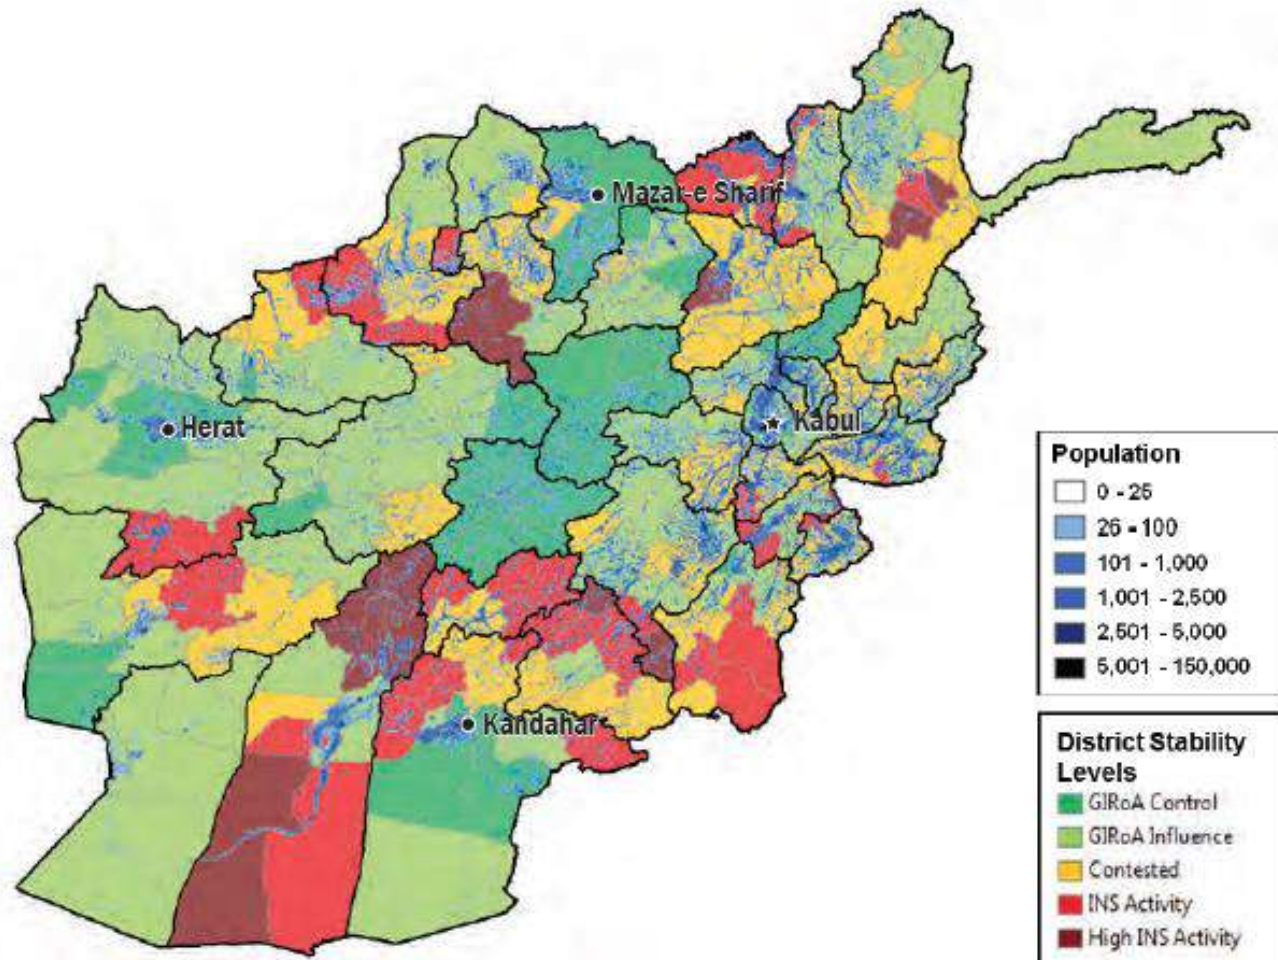 Mazar-e Sharif
Herat
Kabul
Kandahar
Population
0 - 25
26 - 100
101 - 1,000
1,001 - 2,500
2,501 - 5,000
5,001 - 150,000
District Stability
Levels
GIRoA Control
GIRoA Influence
Contested
INS Activity
High INS Activity